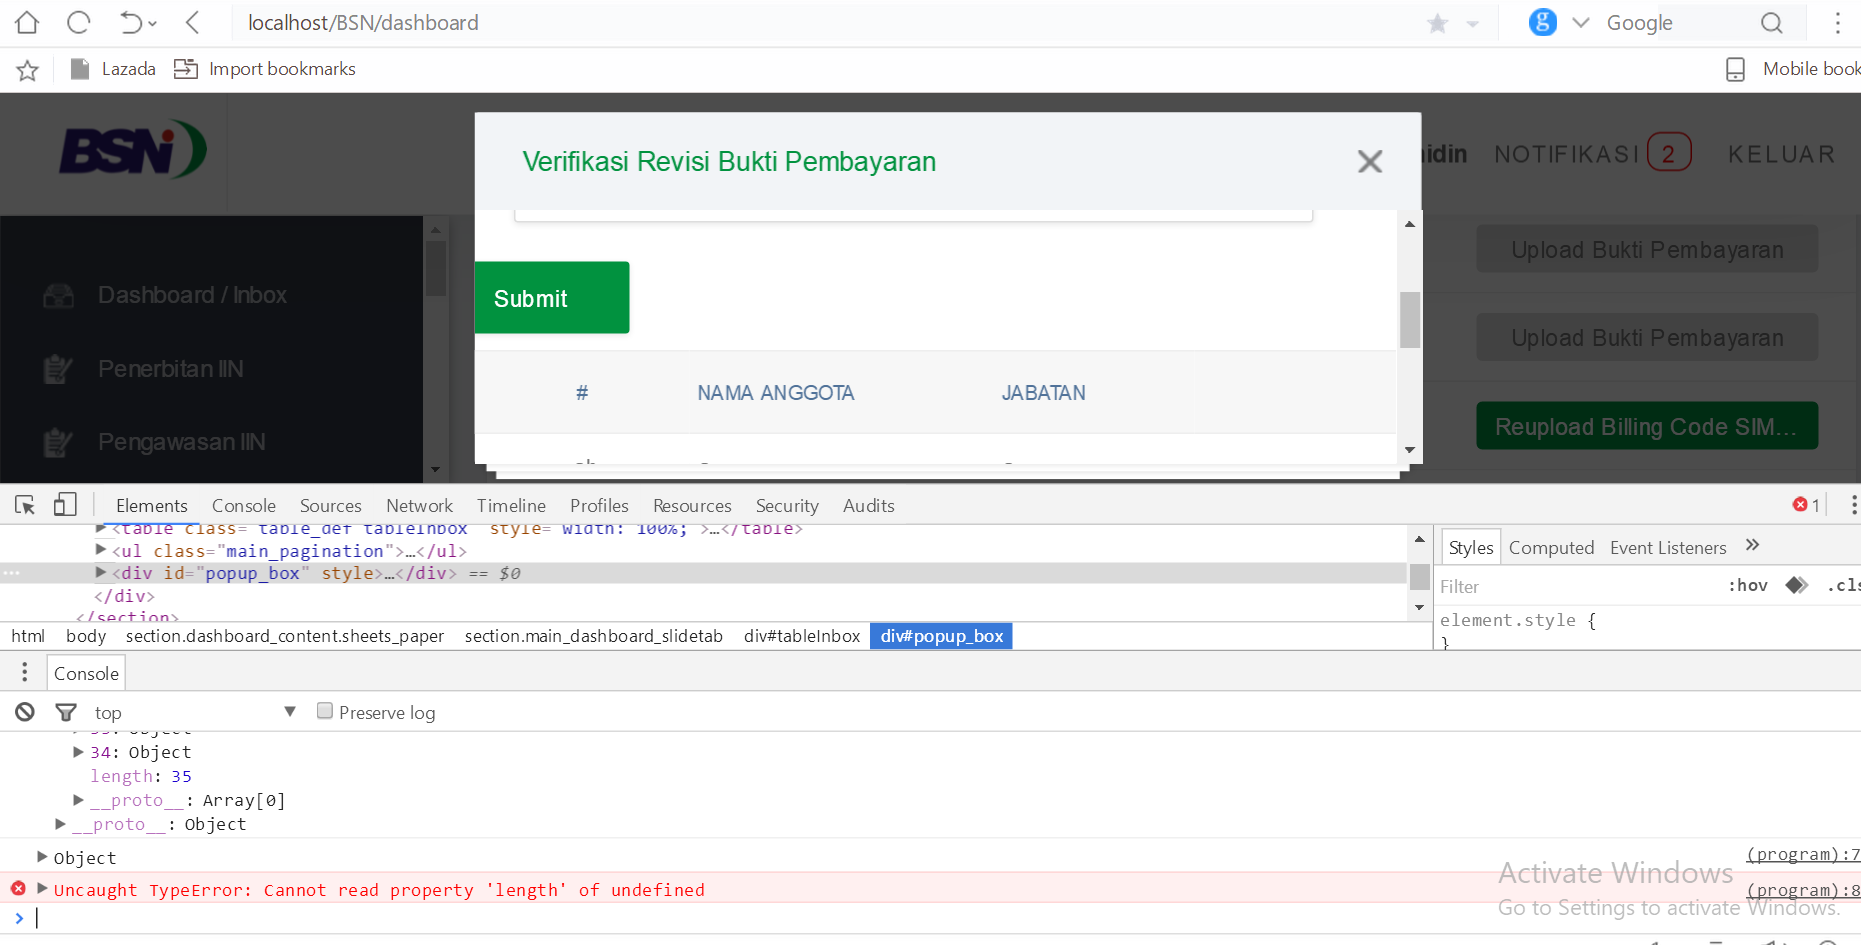 localhost/BSN/dashboard
Google
Lazada
Import bookmarks
Mobile book
BSN
Verifikasi Revisi Bukti Pembayaran
idin
NOTIFIKASI 2
KELUAR
Dashboard / Inbox
Penerbitan IIN
Pengawasan IIN
Submit
# NAMA ANGGOTA JABATAN
Upload Bukti Pembayaran
Upload Bukti Pembayaran
Reupload Billing Code SIM...
Elements Console Sources Network Timeline Profiles Resources Security Audits
1
<table class="table_def tableInbox" style="width: 100%;">…</table>
<ul class="main_pagination">…</ul>
<div id="popup_box" style>…</div> == $0
</div>
</section>
html body section.dashboard_content.sheets_paper section.main_dashboard_slidetab div#tableInbox div#popup_box
Styles Computed Event Listeners »
Filter :hov .cls
element.style {
}
Console
top ▼ Preserve log
33: Object
34: Object
length: 35
__proto__: Array[0]
__proto__: Object
Object (program):7
Uncaught TypeError: Cannot read property 'length' of undefined (program):8
>
Activate Windows
Go to Settings to activate Windows.